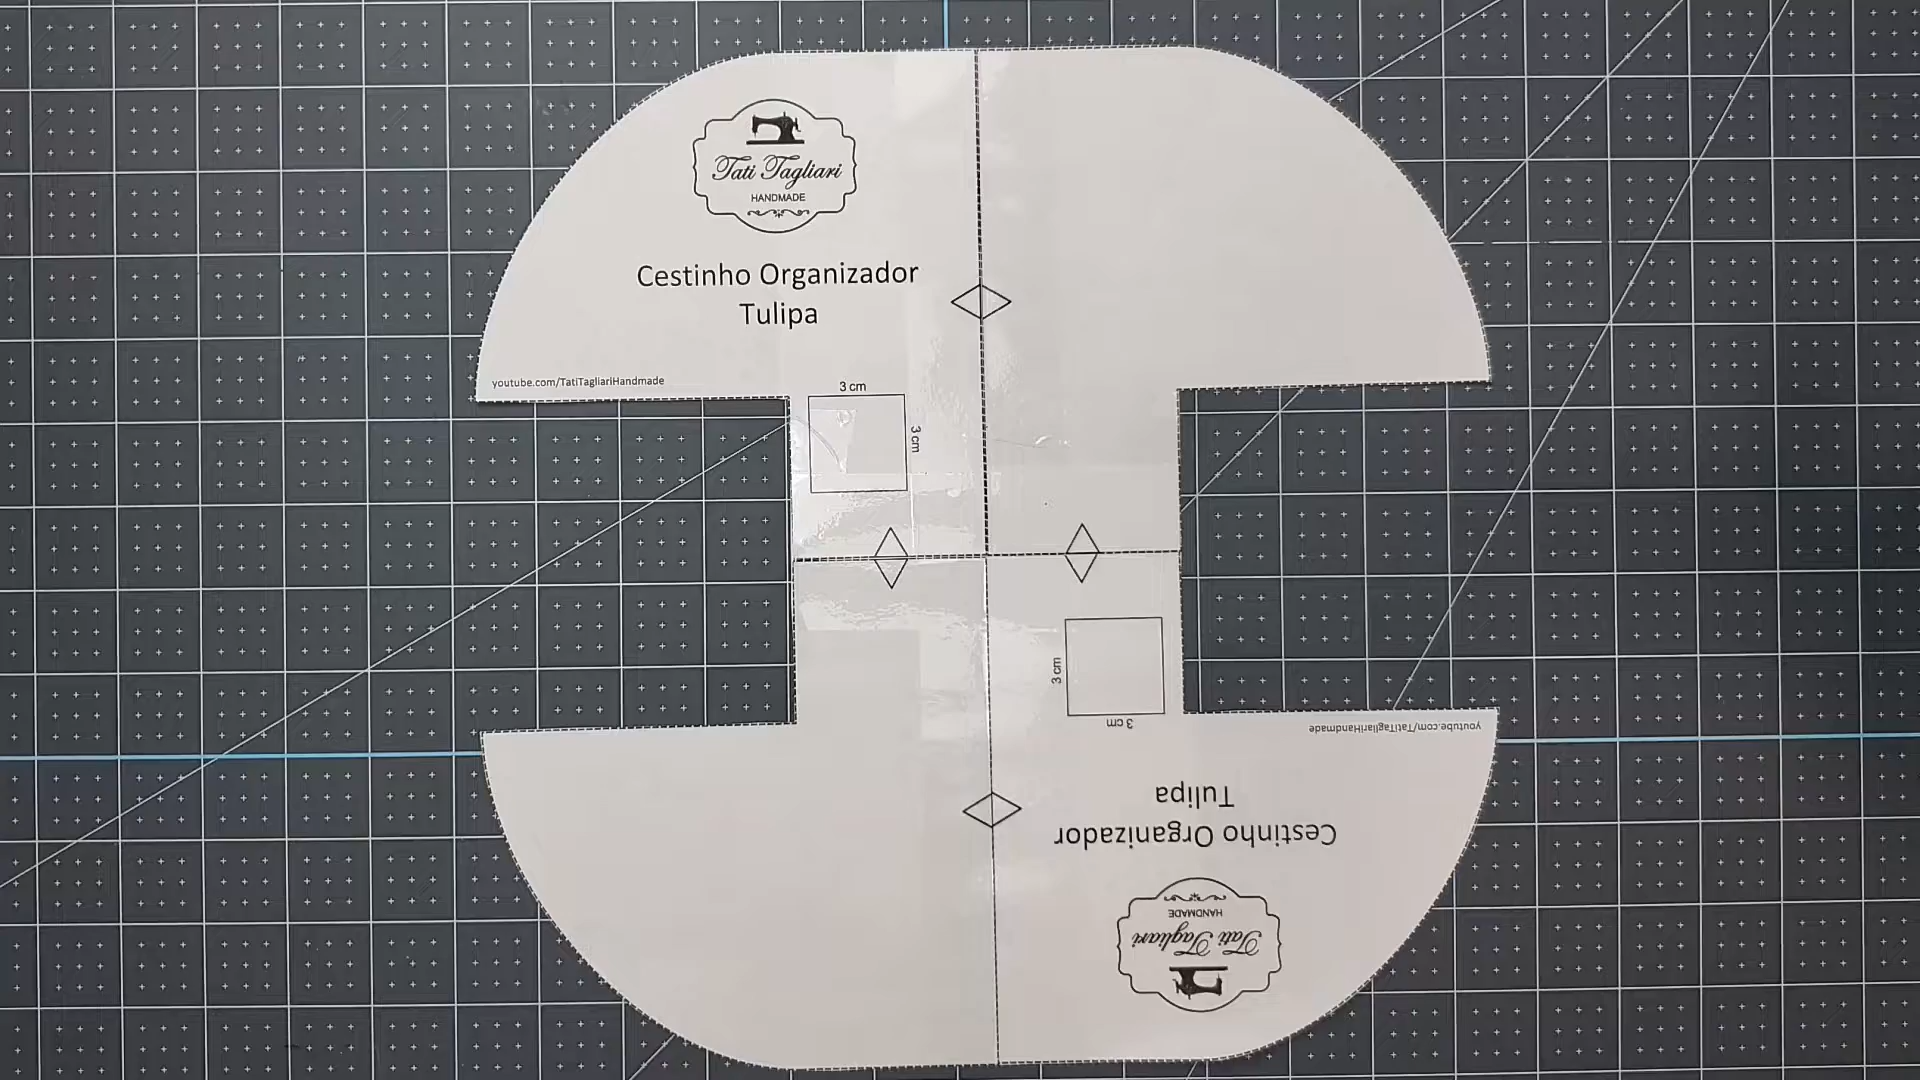 Tati Tagliari
HANDMADE
Cestinho Organizador
Tulipa
youtube.com/TatiTagliariHandmade
3 cm
3 cm
3 cm
3 cm
youtube.com/TatiTagliariHandmade
Tulipa
Cestinho Organizador
HANDMADE
Tati Tagliari